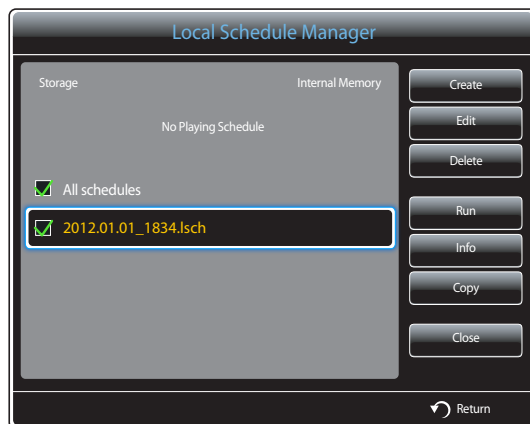 Local Schedule Manager
Storage Internal Memory
No Playing Schedule
All schedules
2012.01.01_1834.lsch
Create
Edit
Delete
Run
Info
Copy
Close
Return